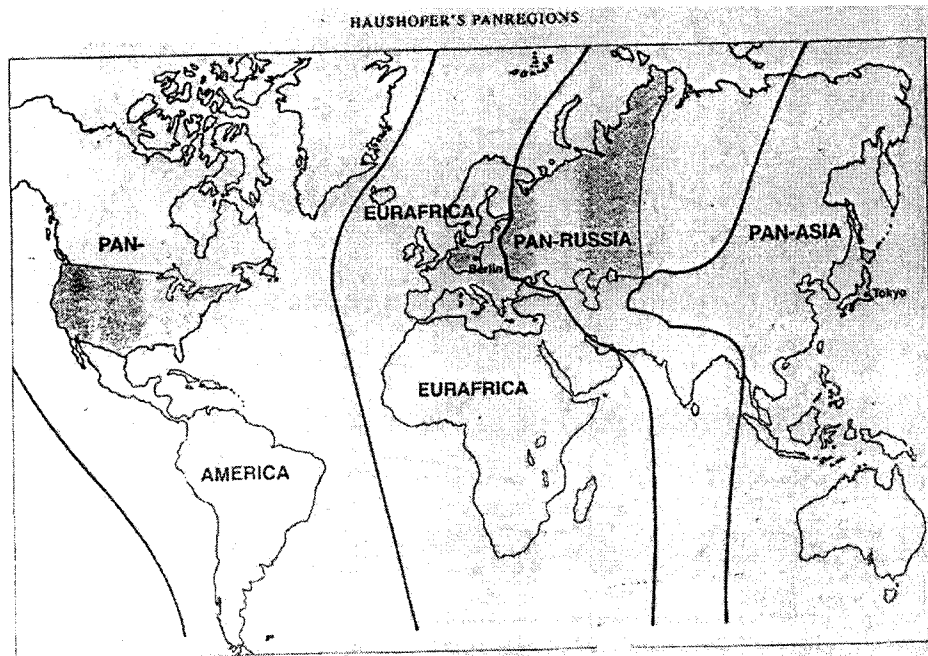 HAUSHOFER'S PANREGIONS
EURAFRICA
PAN-
PAN-RUSSIA
PAN-ASIA
Berlin
Tokyo
EURAFRICA
AMERICA